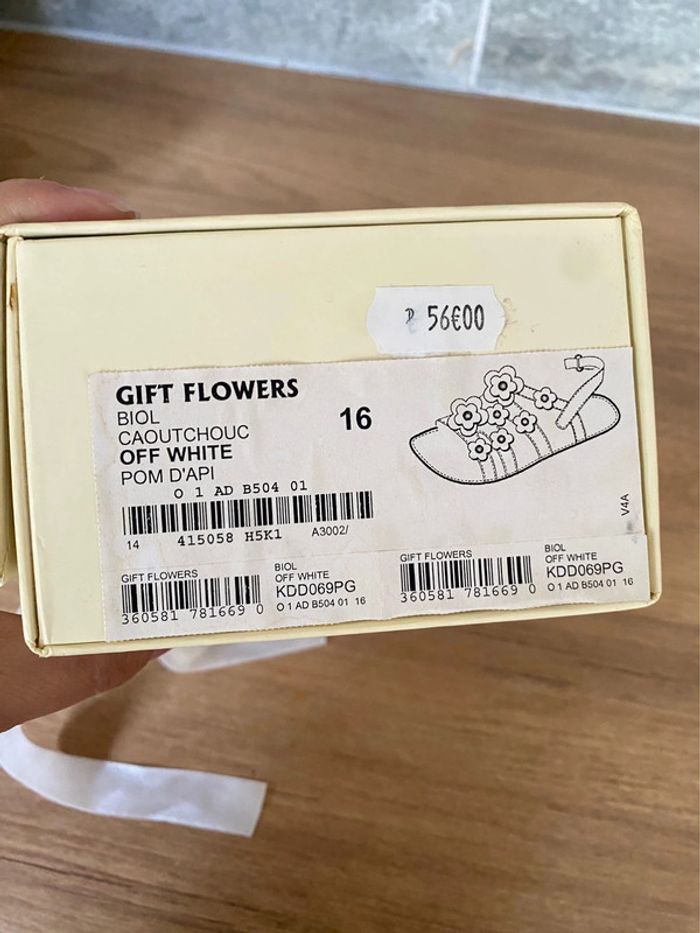 P 56€00
GIFT FLOWERS
BIOL
CAOUTCHOUC
OFF WHITE
POM D'API
16
O 1 AD B504 01
14 415058 H5K1 A3002/
V4A
GIFT FLOWERS
360581 781669 0
BIOL
OFF WHITE
KDD069PG
O 1 AD B504 01 16
GIFT FLOWERS
360581 781669 0
BIOL
OFF WHITE
KDD069PG
O 1 AD B504 01 16